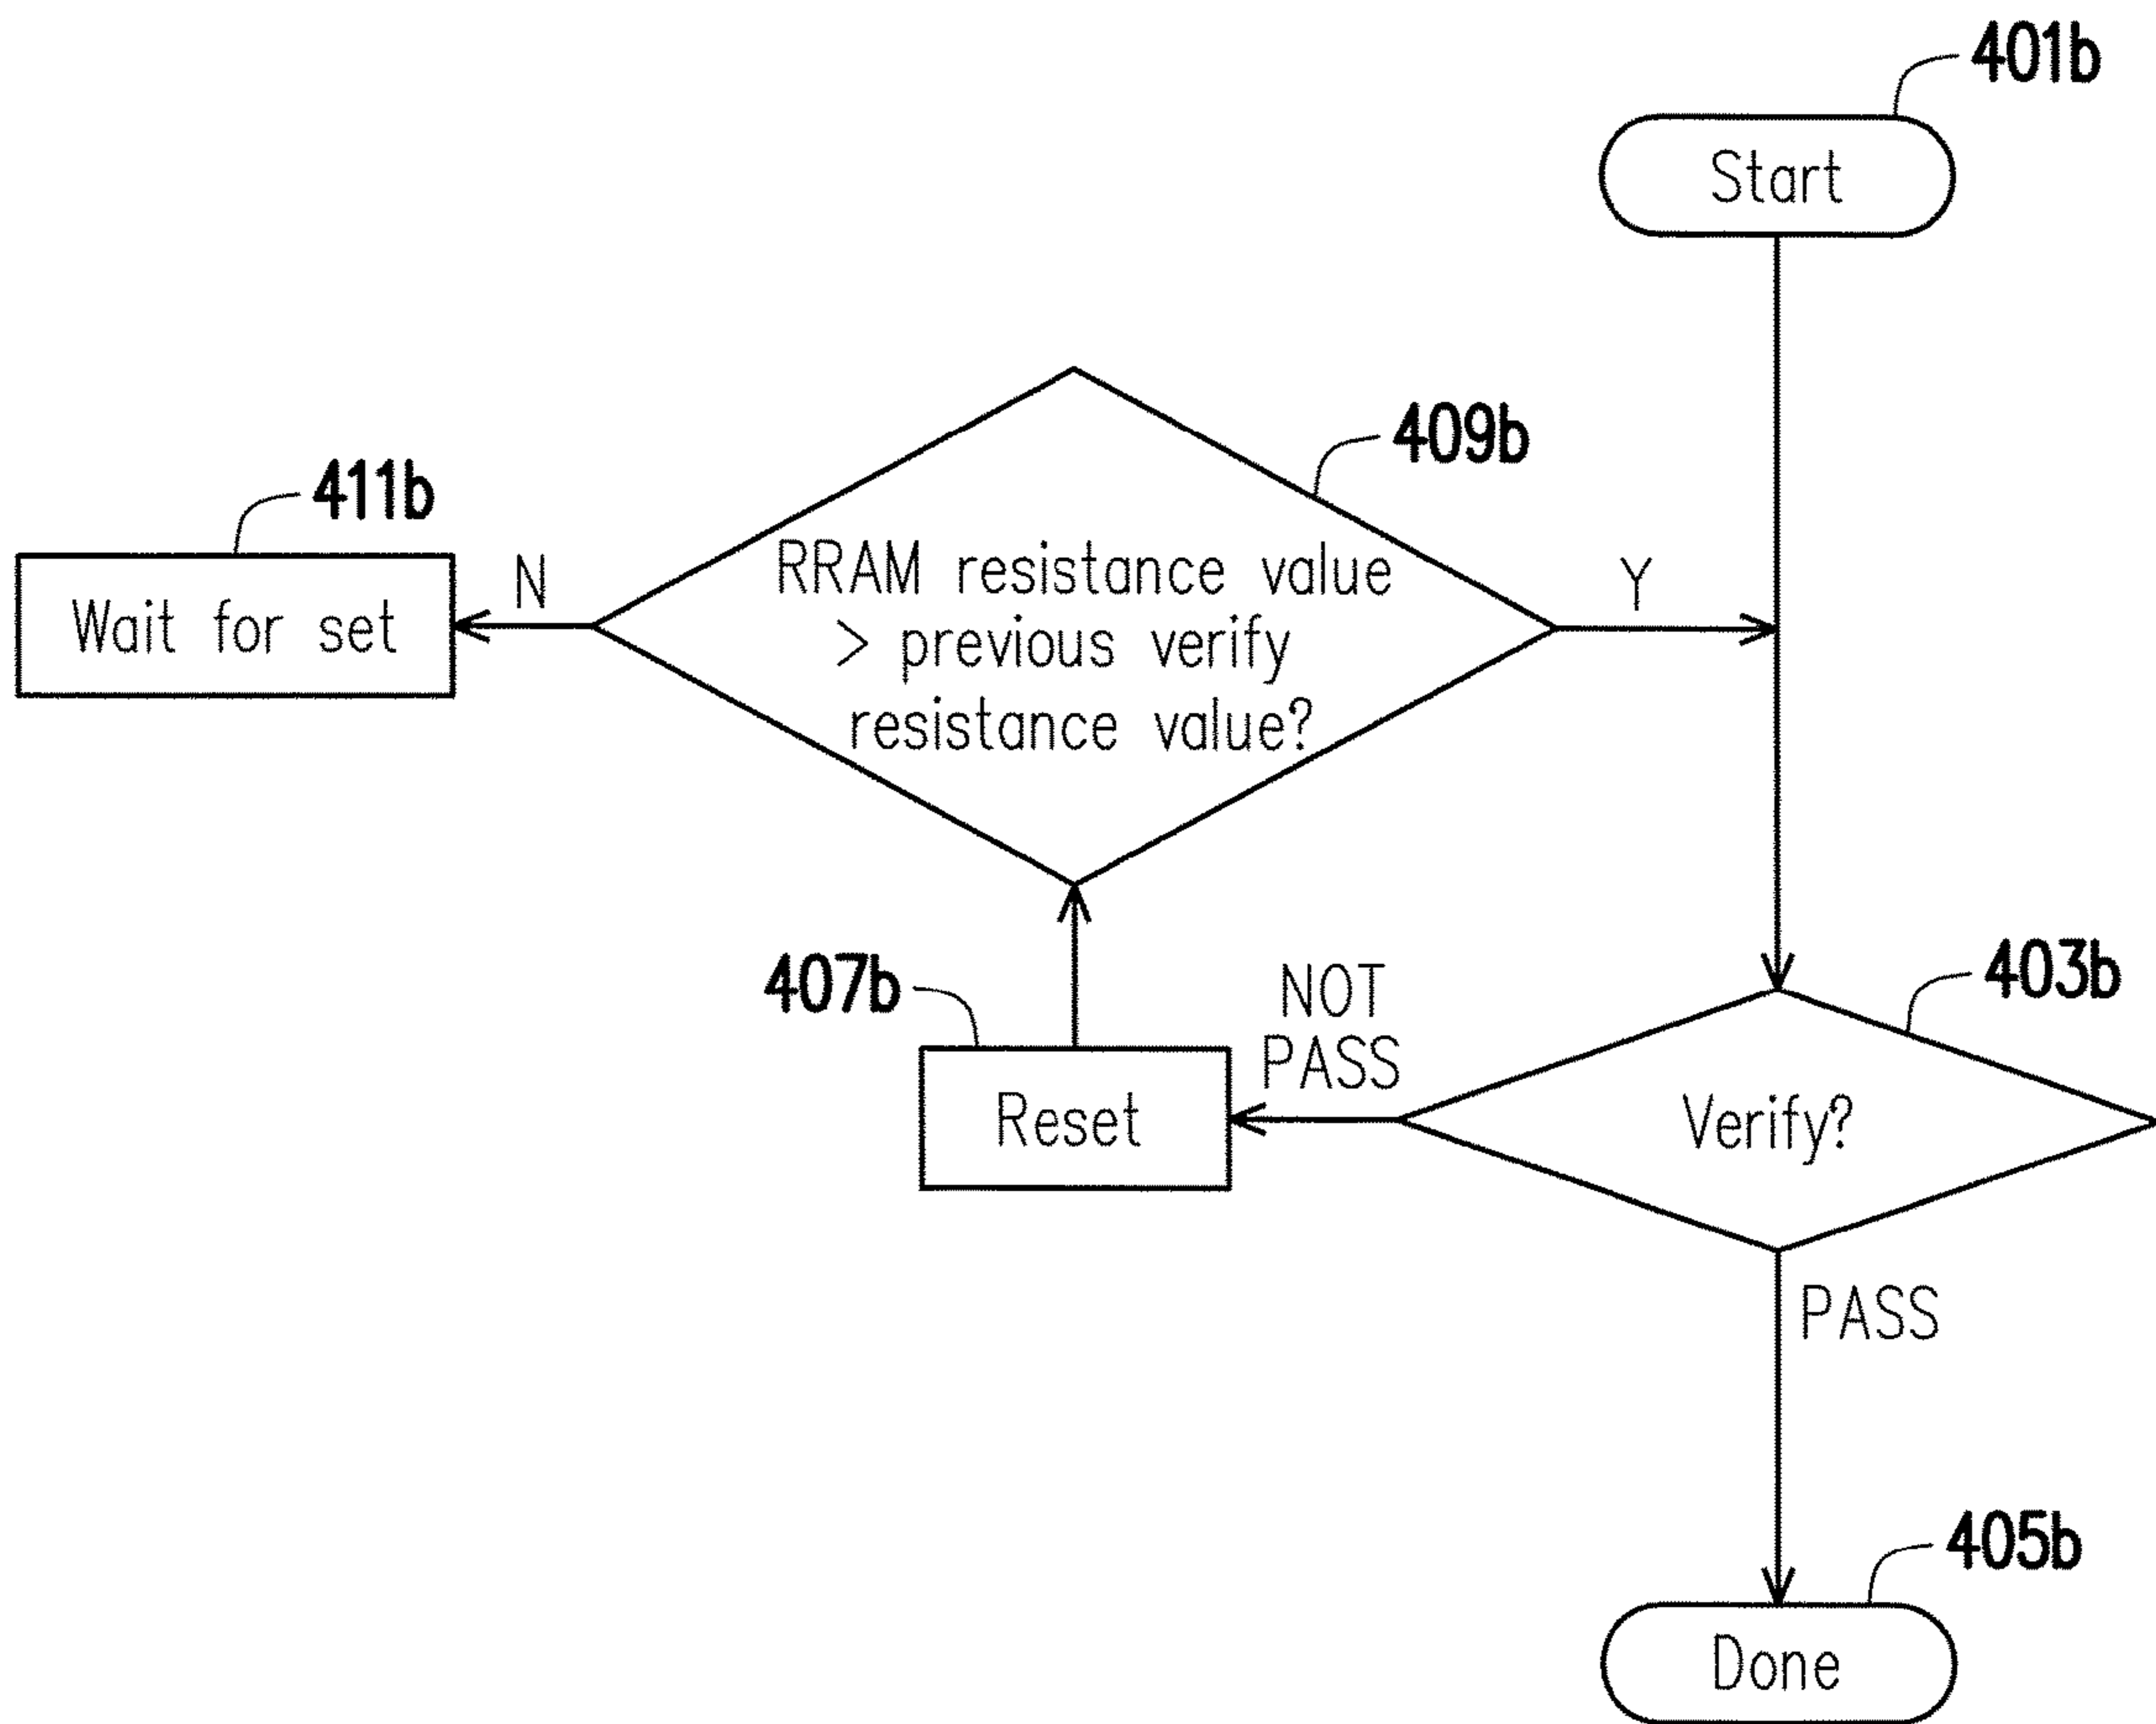 401b
Start
409b
411b
RRAM resistance value
> previous verify
resistance value?
N
Y
Wait for set
407b
NOT
PASS
403b
Reset
Verify?
PASS
405b
Done